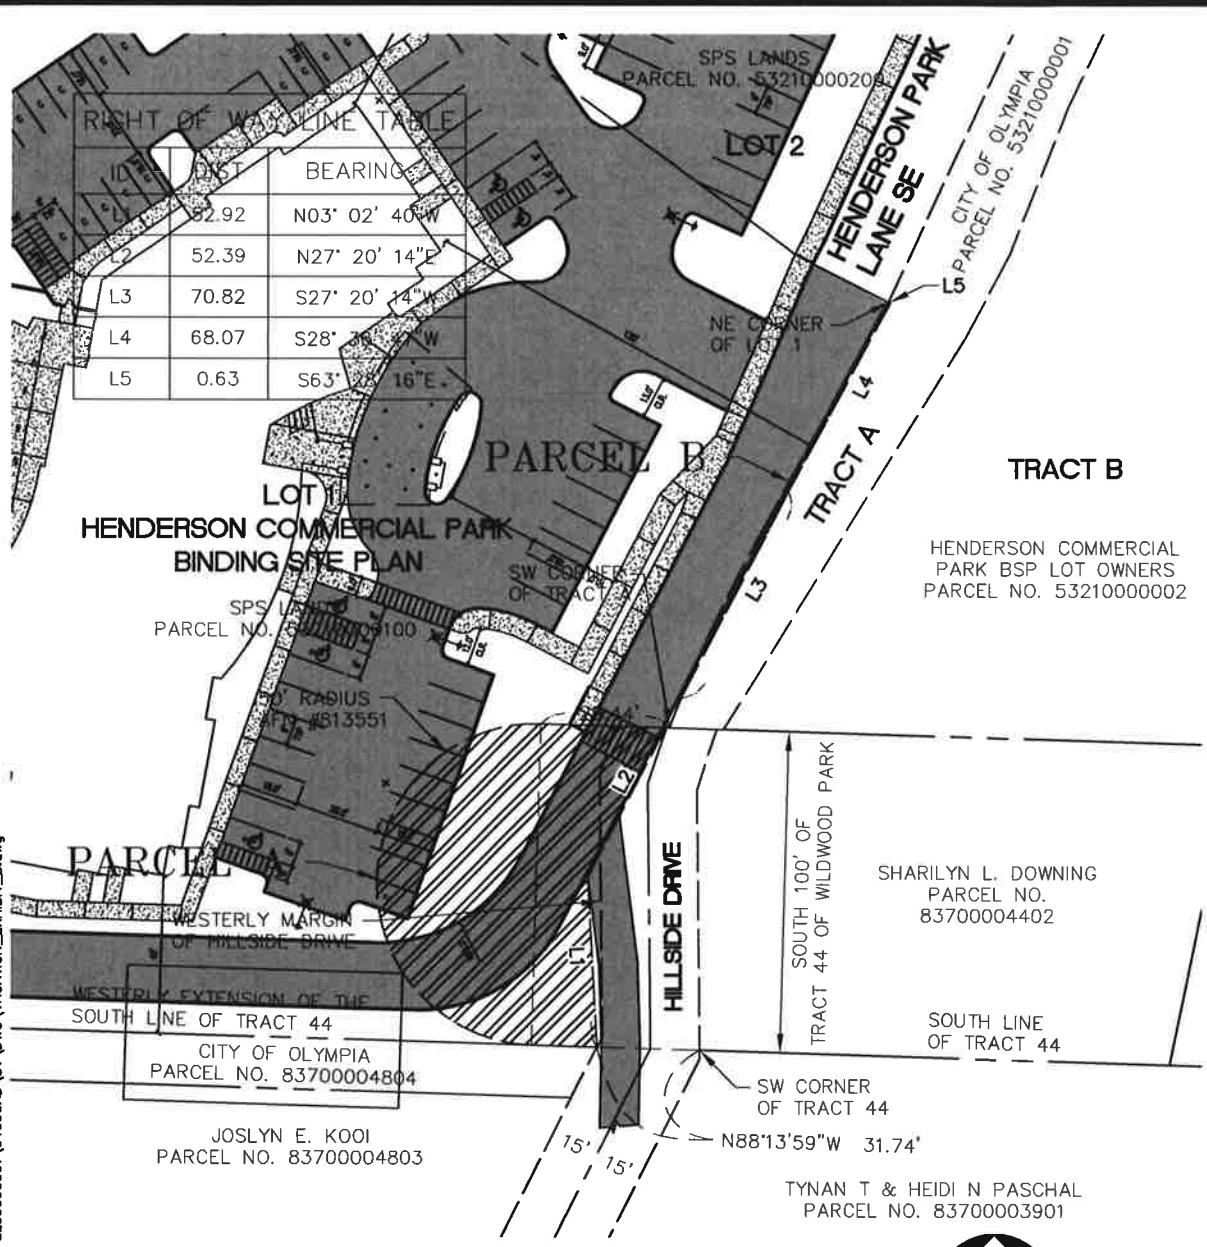 SPS LANDS
PARCEL NO. 53210000200
LOT 2
HENDERSON PARK
LANE SE
CITY OF OLYMPIA
PARCEL NO. 53210000001
RIGHT OF WAY LINE TABLE
ID DIST BEARING
L1 52.92 N03° 02' 40"W
L2 52.39 N27° 20' 14"E
L3 70.82 S27° 20' 14"W
L4 68.07 S28° "W
L5 0.63 S63° 28' 16"E
L5
NE CORNER
OF LOT 1
L4
TRACT A
PARCEL B
TRACT B
LOT 1
HENDERSON COMMERCIAL PARK
BINDING SITE PLAN
HENDERSON COMMERCIAL
PARK BSP LOT OWNERS
PARCEL NO. 53210000002
SW CORNER
OF TRACT A
L3
SPS LANDS
PARCEL NO. 100
RADIUS
#813551
44'
L2
PARCEL A
HILLSIDE DRIVE
SOUTH 100' OF
TRACT 44 OF WILDWOOD PARK
SHARILYN L. DOWNING
PARCEL NO.
83700004402
WESTERLY MARGIN
OF HILLSIDE DRIVE
L1
WESTERLY EXTENSION OF THE
SOUTH LINE OF TRACT 44
SOUTH LINE
OF TRACT 44
CITY OF OLYMPIA
PARCEL NO. 83700004804
SW CORNER
OF TRACT 44
JOSLYN E. KOOI
PARCEL NO. 83700004803
N88°13'59"W 31.74'
15' 15'
TYNAN T & HEIDI N PASCHAL
PARCEL NO. 83700003901